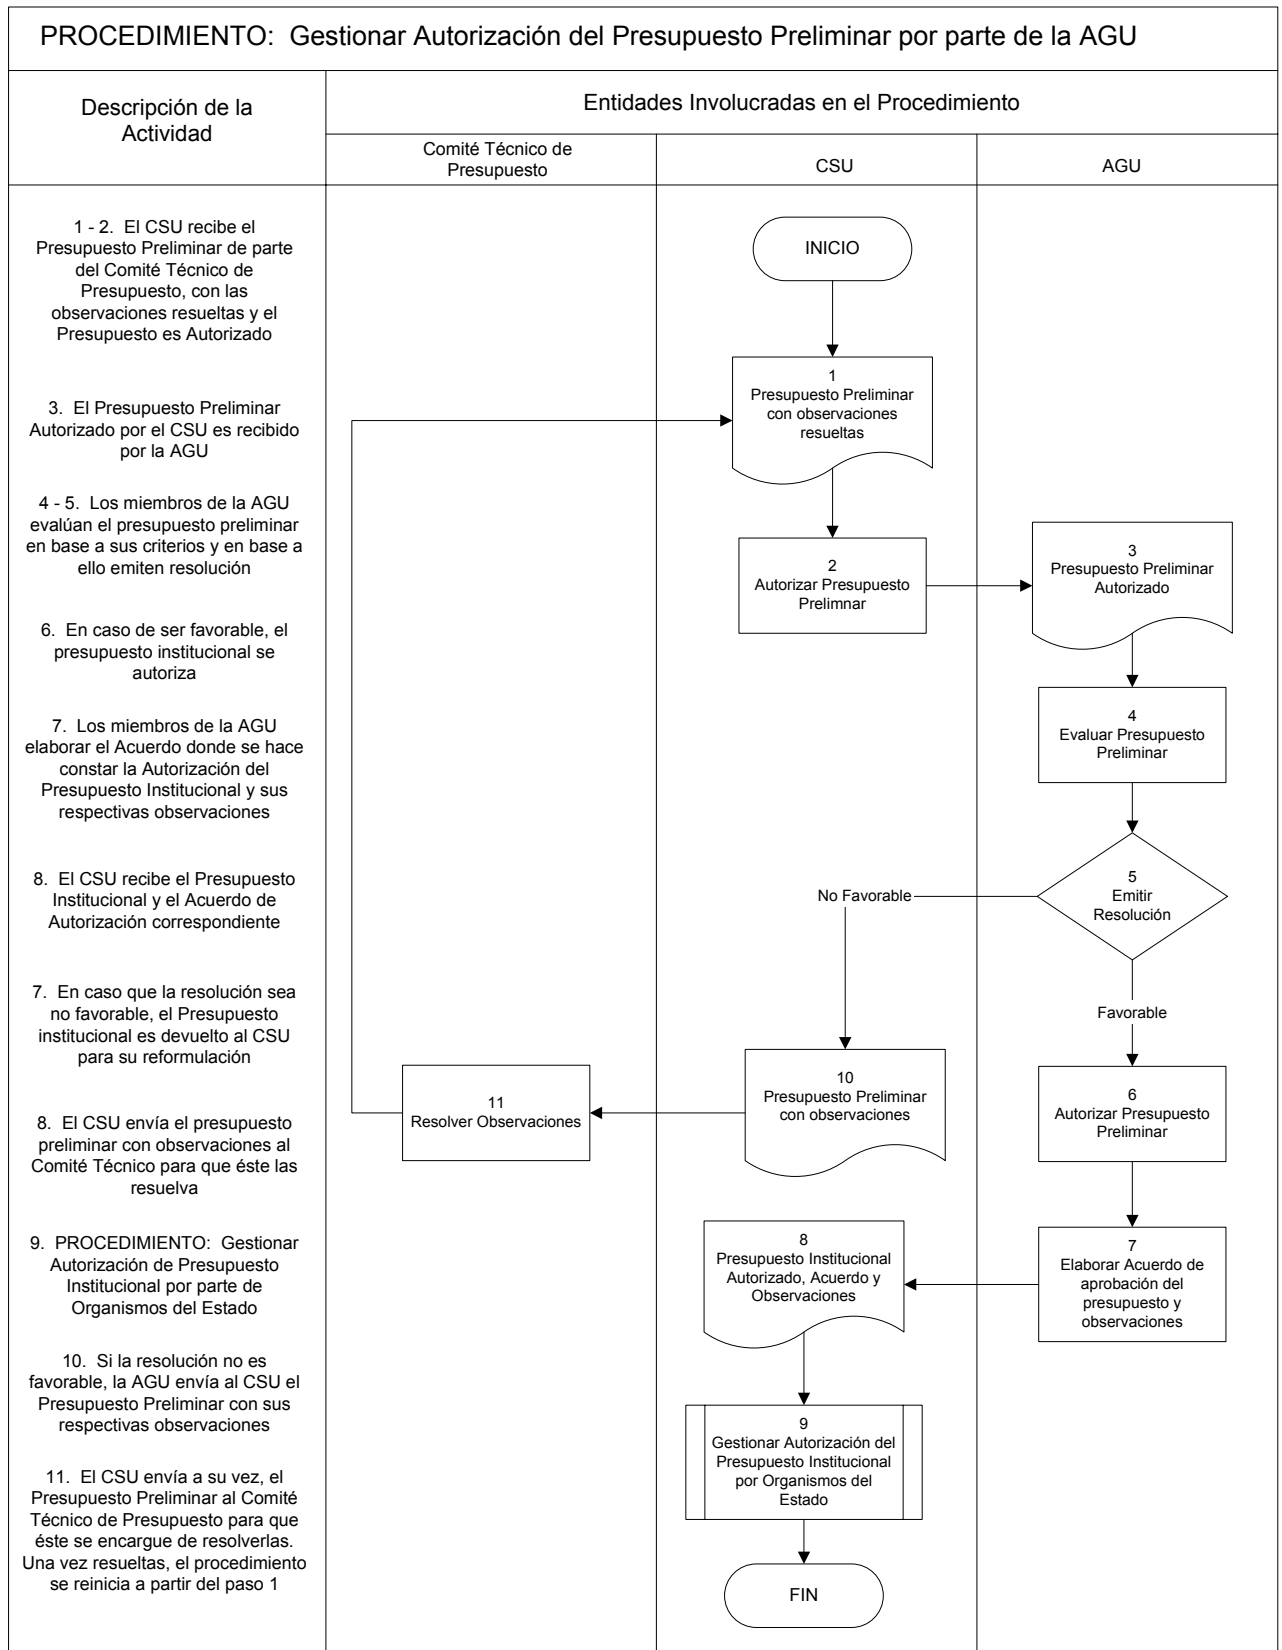 PROCEDIMIENTO:  Gestionar Autorización del Presupuesto Preliminar por parte de la AGU
Descripción de la
Actividad
Entidades Involucradas en el Procedimiento
Comité Técnico de
Presupuesto
CSU
AGU
1 - 2.  El CSU recibe el
Presupuesto Preliminar de parte
del Comité Técnico de
Presupuesto, con las
observaciones resueltas y el
Presupuesto es Autorizado
3.  El Presupuesto Preliminar
Autorizado por el CSU es recibido
por la AGU
4 - 5.  Los miembros de la AGU
evalúan el presupuesto preliminar
en base a sus criterios y en base a
ello emiten resolución
6.  En caso de ser favorable, el
presupuesto institucional se
autoriza
7.  Los miembros de la AGU
elaborar el Acuerdo donde se hace
constar la Autorización del
Presupuesto Institucional y sus
respectivas observaciones
8.  El CSU recibe el Presupuesto
Institucional y el Acuerdo de
Autorización correspondiente
7.  En caso que la resolución sea
no favorable, el Presupuesto
institucional es devuelto al CSU
para su reformulación
8.  El CSU envía el presupuesto
preliminar con observaciones al
Comité Técnico para que éste las
resuelva
9.  PROCEDIMIENTO:  Gestionar
Autorización de Presupuesto
Institucional por parte de
Organismos del Estado
10.  Si la resolución no es
favorable, la AGU envía al CSU el
Presupuesto Preliminar con sus
respectivas observaciones
11.  El CSU envía a su vez, el
Presupuesto Preliminar al Comité
Técnico de Presupuesto para que
éste se encargue de resolverlas.
Una vez resueltas, el procedimiento
se reinicia a partir del paso 1
INICIO
1
Presupuesto Preliminar
con observaciones
resueltas
2
Autorizar Presupuesto
Prelimnar
3
Presupuesto Preliminar
Autorizado
4
Evaluar Presupuesto
Preliminar
5
Emitir
Resolución
No Favorable
Favorable
10
Presupuesto Preliminar
con observaciones
11
Resolver Observaciones
6
Autorizar Presupuesto
Preliminar
7
Elaborar Acuerdo de
aprobación del
presupuesto y
observaciones
8
Presupuesto Institucional
Autorizado, Acuerdo y
Observaciones
9
Gestionar Autorización del
Presupuesto Institucional
por Organismos del
Estado
FIN